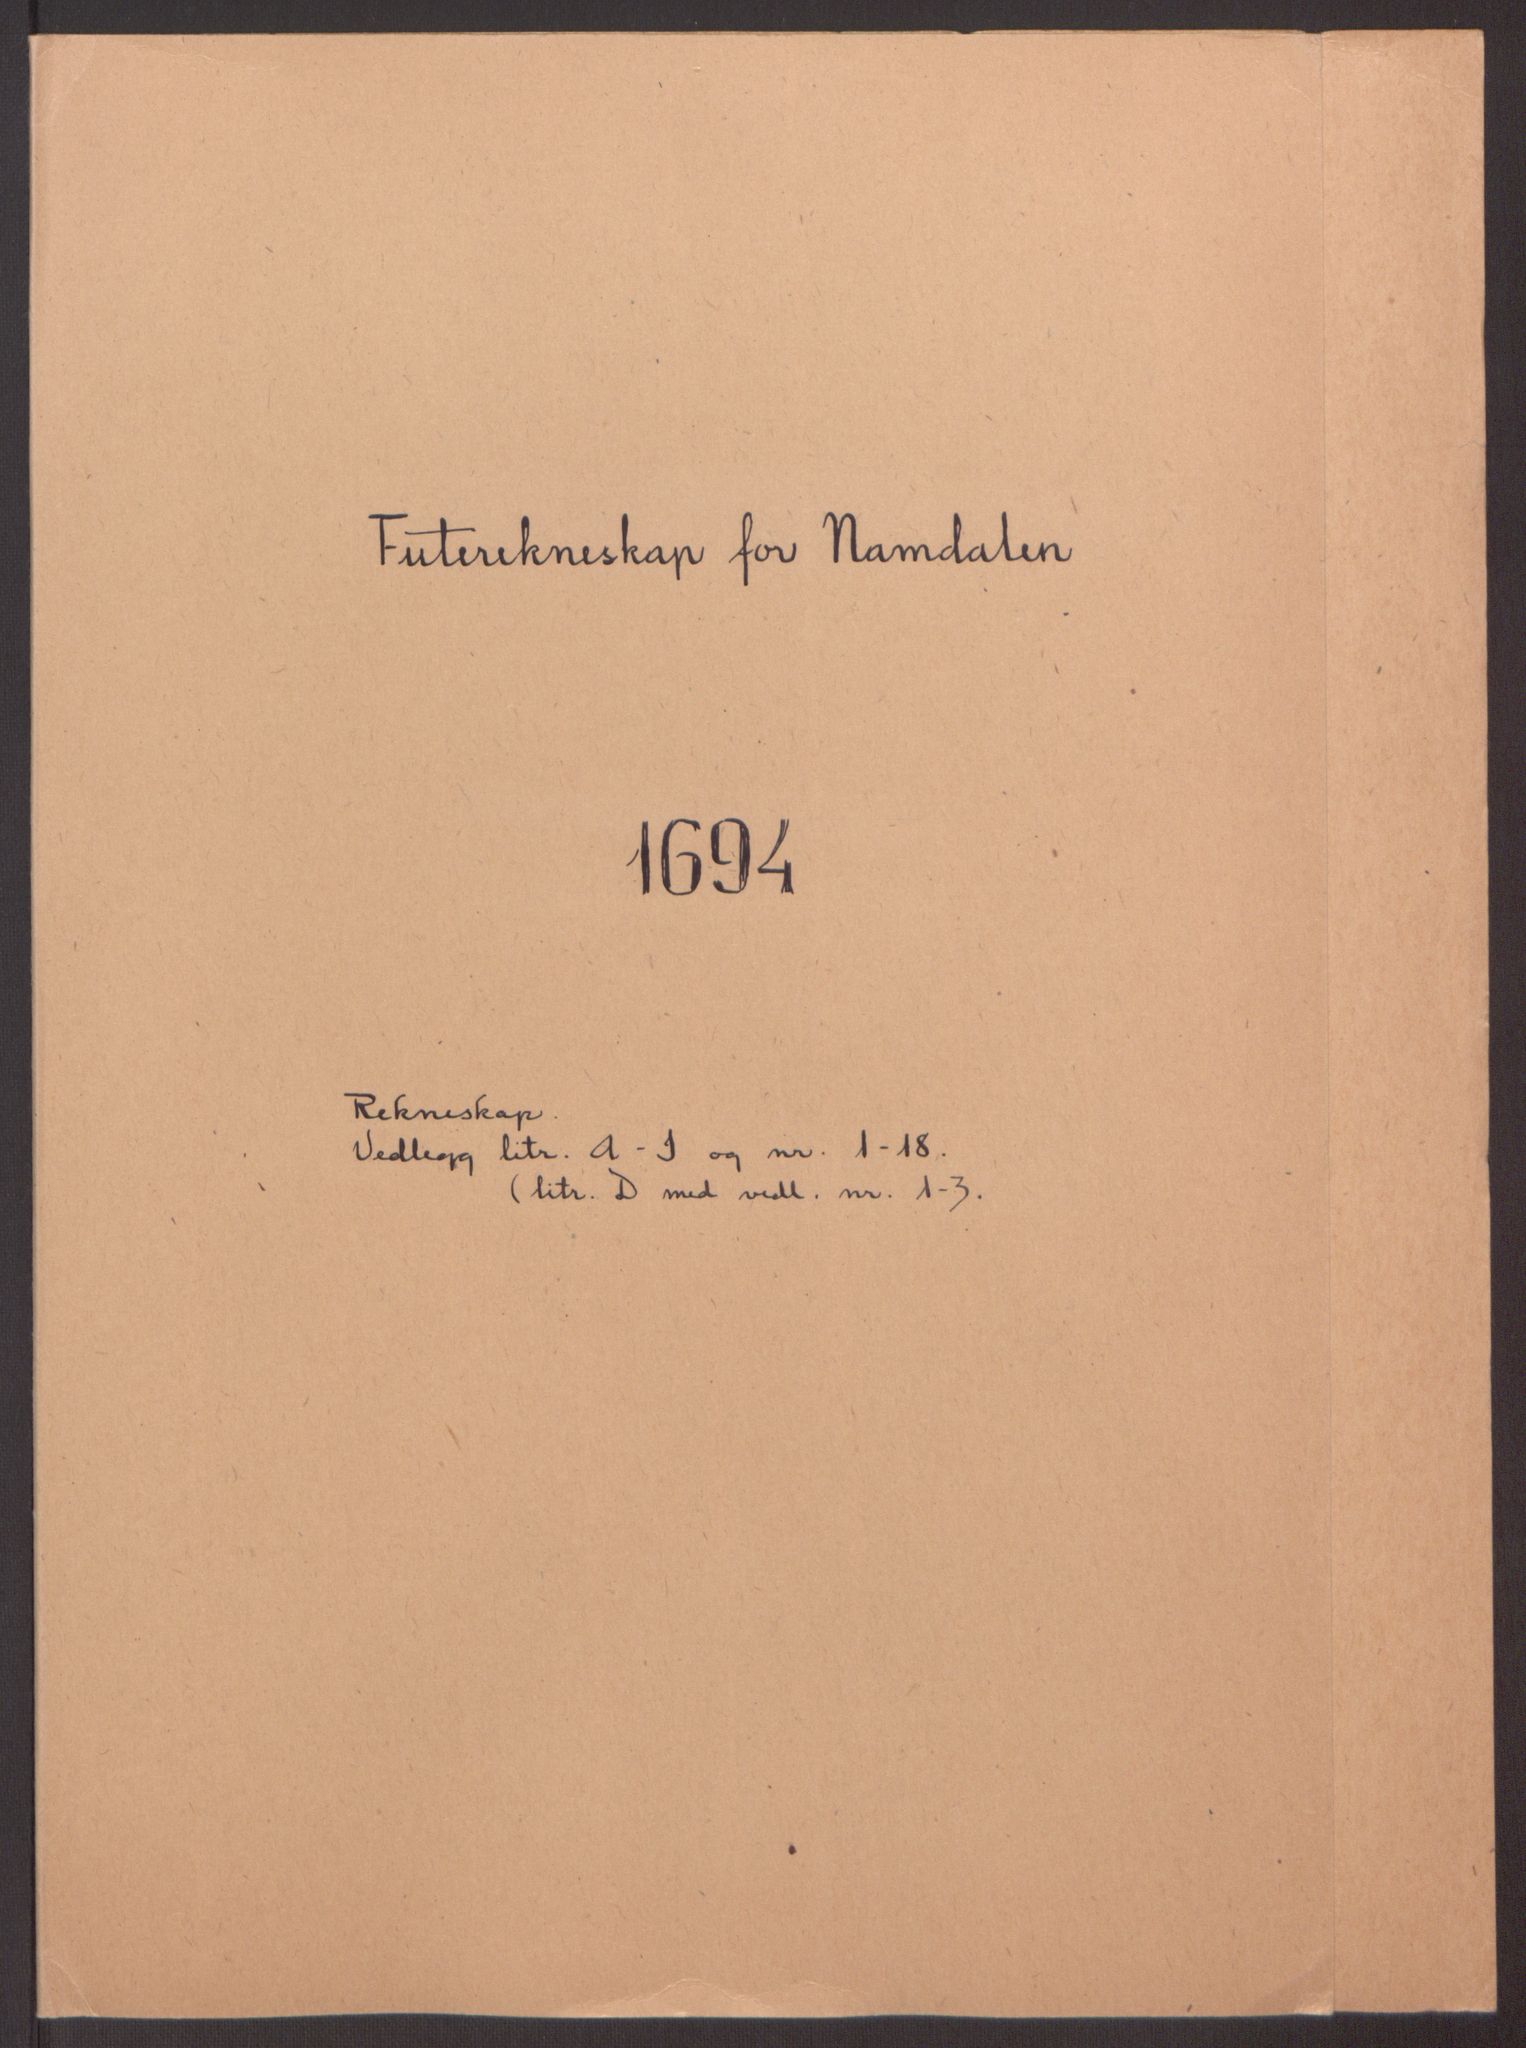 Futerekneskap for Namdalen
1694
Rekneskap.
Vedlegg litr. A - I og nr. 1 - 18.
(litr. D med vedl. nr. 1 - 3.